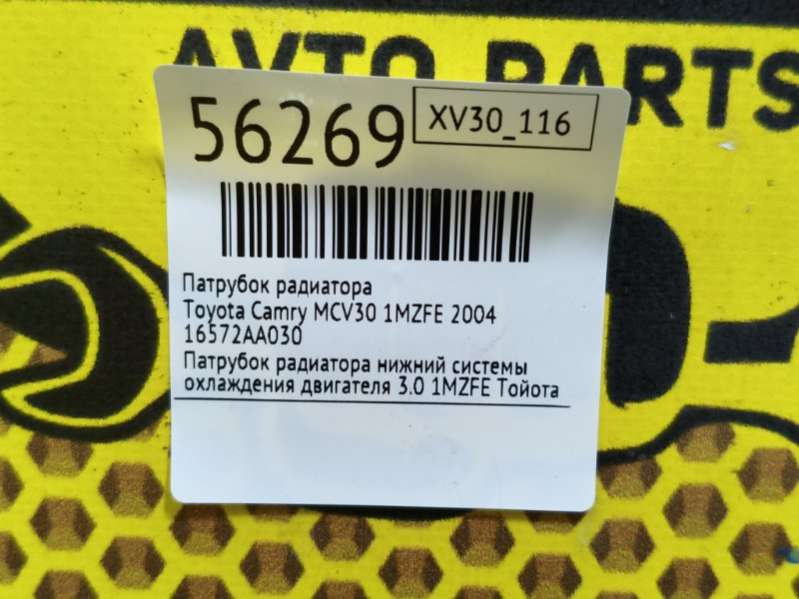 AVTO PARTS
56269
XV30_116
Патрубок радиатора
Toyota Camry MCV30 1MZFE 2004
16572AA030
Патрубок радиатора нижний системы
охлаждения двигателя 3.0 1MZFE Тойота